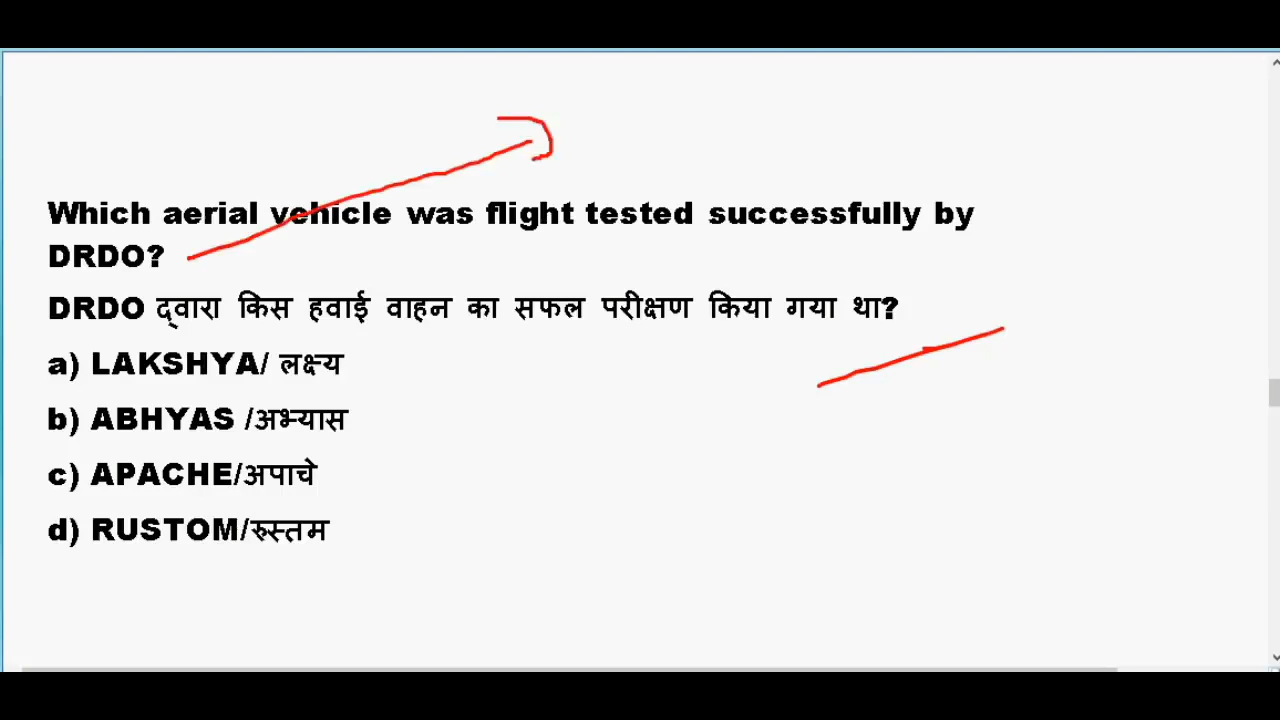 Which aerial vehicle was flight tested successfully by
DRDO?
DRDO द्वारा किस हवाई वाहन का सफल परीक्षण किया गया था?
a) LAKSHYA/ लक्ष्य
b) ABHYAS /अभ्यास
c) APACHE/अपाचे
d) RUSTOM/रुस्तम